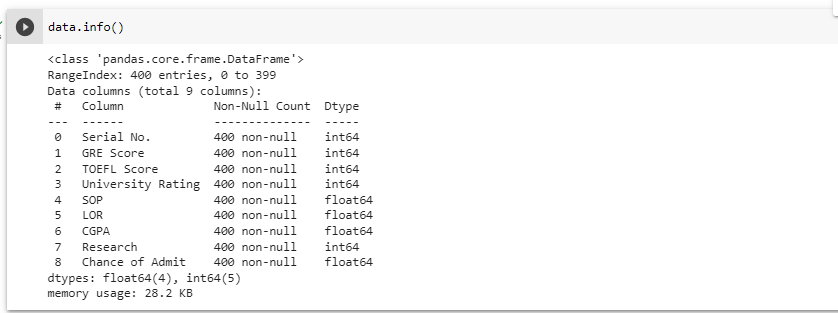 data.info()
<class 'pandas.core.frame.DataFrame'>
RangeIndex: 400 entries, 0 to 399
Data columns (total 9 columns):
 #   Column             Non-Null Count  Dtype
---  ------             --------------  -----
 0   Serial No.         400 non-null    int64
 1   GRE Score          400 non-null    int64
 2   TOEFL Score        400 non-null    int64
 3   University Rating  400 non-null    int64
 4   SOP                400 non-null    float64
 5   LOR                400 non-null    float64
 6   CGPA               400 non-null    float64
 7   Research           400 non-null    int64
 8   Chance of Admit    400 non-null    float64
dtypes: float64(4), int64(5)
memory usage: 28.2 KB